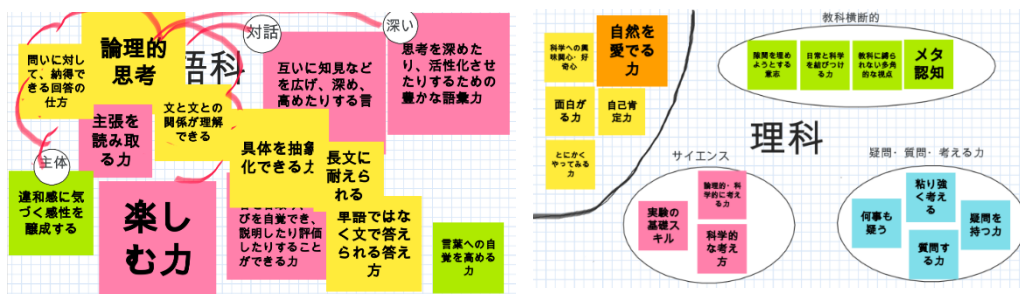 問いに対し
て、納得で
きる回答の
仕方
論理的
思考
語科
対話
深い
互いに知見など
を広げ、深め、
高めたりする言
思考を深めた
り、活性化させ
たりするための
豊かな語彙力
主張を
読み取
る力
文と文との
関係が理解
できる
具体を抽象
化できる力
長文に
耐えら
れる
主体
違和感に気
づく感性を
醸成する
楽し
む力
びを自覚でき、
説明したり評価
したりすること
ができる力
単語ではな
く文で答え
られる答え
方
言葉への自
覚を高める
力
科学への興
味関心・好
奇心
自然を
愛でる
力
面白が
る力
自己肯
定力
とにかく
やってみる
力
教科横断的
隙間を埋め
ようとする
意志
日常と科学
を結びつけ
る力
教科に縛ら
れない多角
的な視点
メタ
認知
理科
サイエンス
論理的・科
学的に考え
る力
実験の
基礎ス
キル
科学的
な考え
方
疑問・質問・考える力
粘り強
く考え
る
何事も
疑う
疑問を
持つ力
質問す
る力